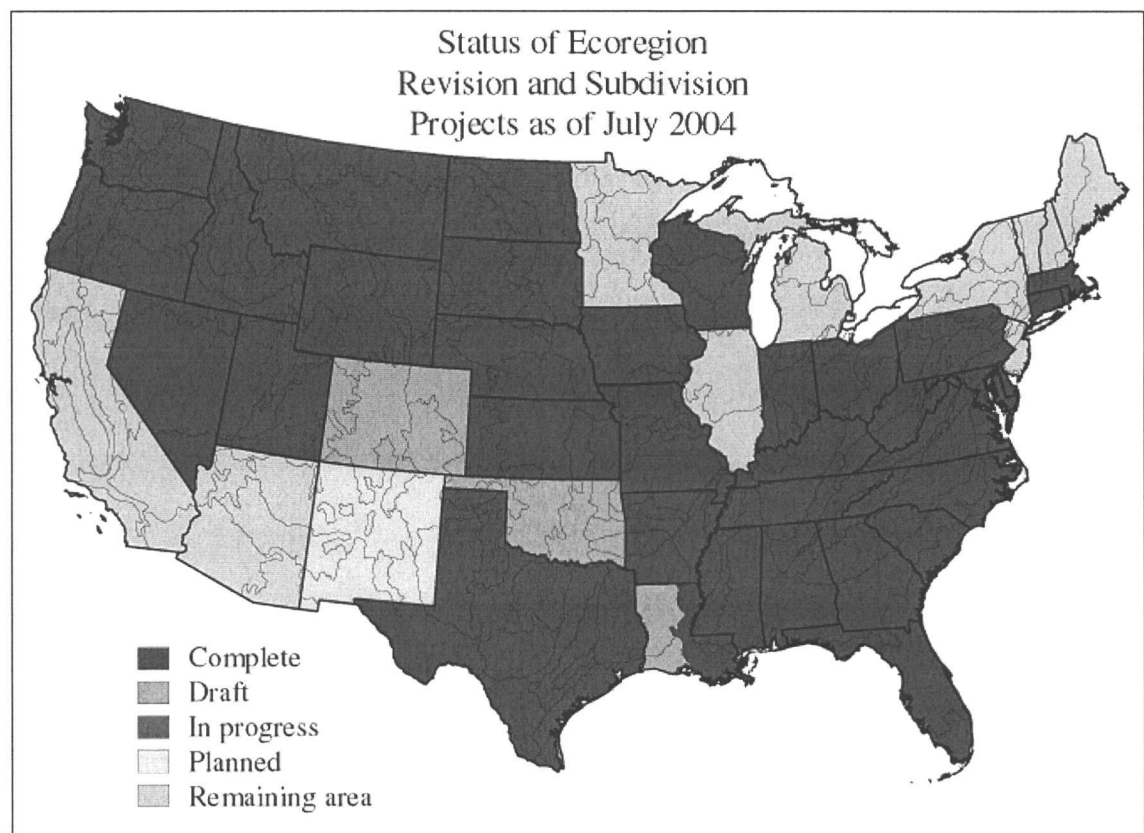 Status of Ecoregion
Revision and Subdivision
Projects as of July 2004
Complete
Draft
In progress
Planned
Remaining area